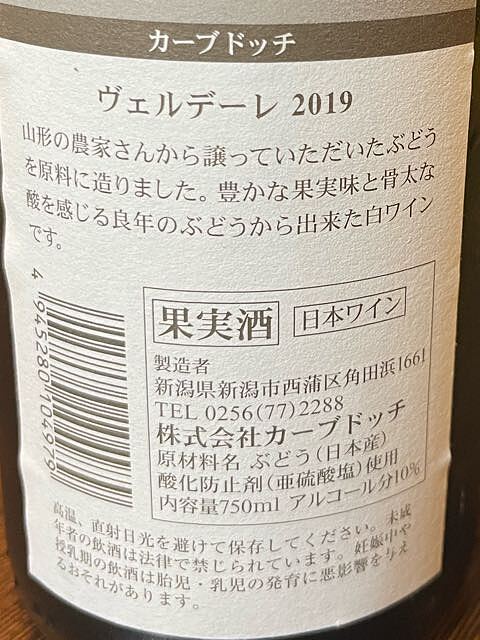 カーブドッチ
ヴェルデーレ 2019
山形の農家さんから譲っていただいたぶどう
を原料に造りました。豊かな果実味と骨太な
酸を感じる良年のぶどうから出来た白ワイン
です。
果実酒 日本ワイン
製造者
新潟県新潟市西蒲区角田浜1661
TEL 0256(77)2288
株式会社カーブドッチ
原材料名 ぶどう(日本産)
酸化防止剤(亜硫酸塩)使用
内容量750ml アルコール分10%
4 945280 104979
高温、直射日光を避けて保存してください。未成
年者の飲酒は法律で禁じられています。妊娠中や
授乳期の飲酒は胎児・乳児の発育に悪影響を与え
るおそれがあります。